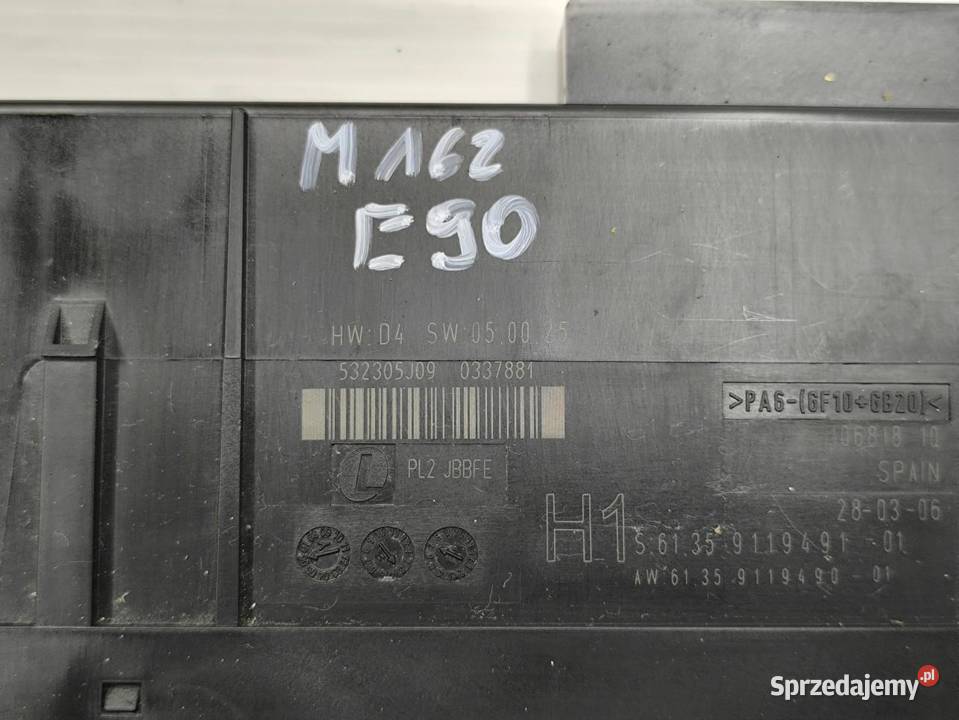 M162
E90
HW:D4 SW:05.00.25
532305J09 0337881
>PA6-(GF10+GB20)<
106818 10
L PL2 JBBFE
SPAIN
28-03-06
H1
S:61.35 9119491-01
AW:61.35 9119490-01
Sprzedajemy.pl